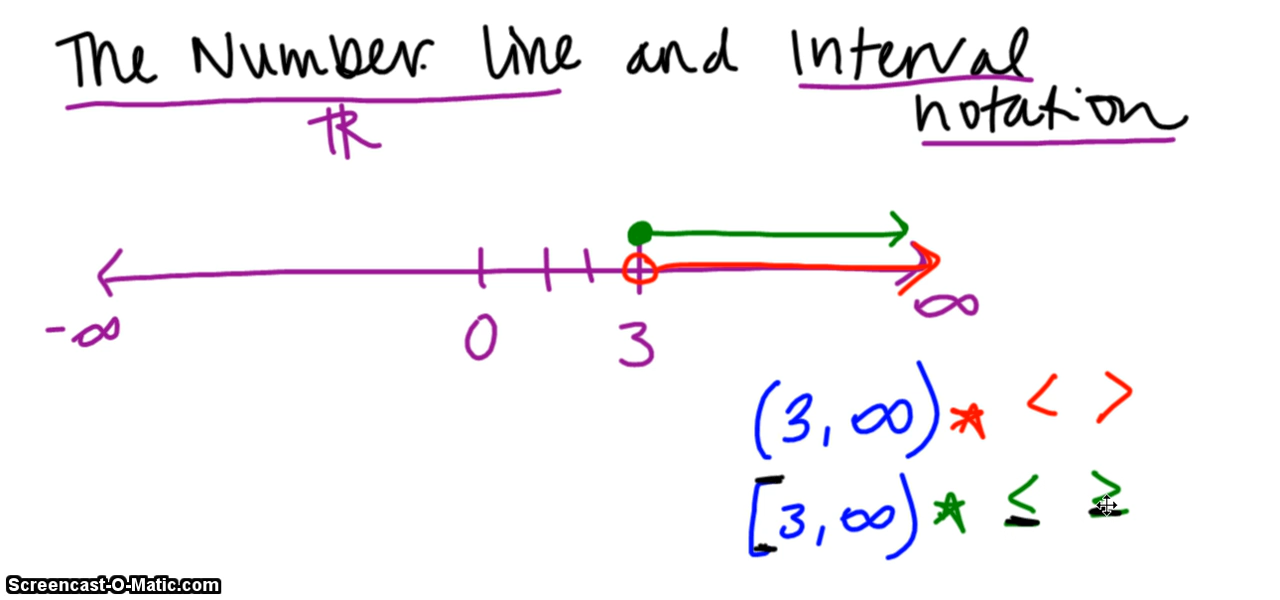 The Number Line and Interval
notation
ℝ
-∞ 0 3 ∞
(3, ∞) * < >
[3, ∞) * ≤ ≥
Screencast-O-Matic.com